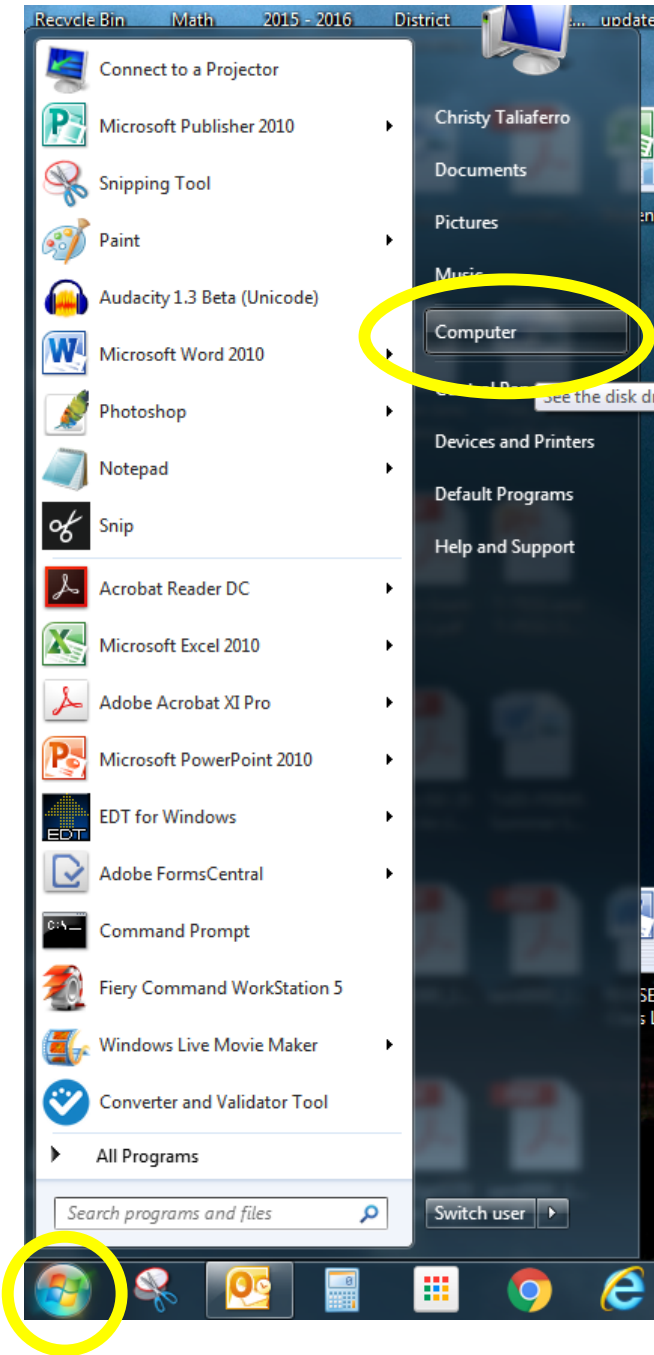 Recycle Bin Math 2015 - 2016 District
Connect to a Projector
Microsoft Publisher 2010
Snipping Tool
Paint
Audacity 1.3 Beta (Unicode)
Microsoft Word 2010
Photoshop
Notepad
Snip
Acrobat Reader DC
Microsoft Excel 2010
Adobe Acrobat XI Pro
Microsoft PowerPoint 2010
EDT
EDT for Windows
Adobe FormsCentral
C:\
Command Prompt
Fiery Command WorkStation 5
Windows Live Movie Maker
Converter and Validator Tool
All Programs
Search programs and files
Christy Taliaferro
Documents
Pictures
Music
Computer
See the disk
Devices and Printers
Default Programs
Help and Support
Switch user